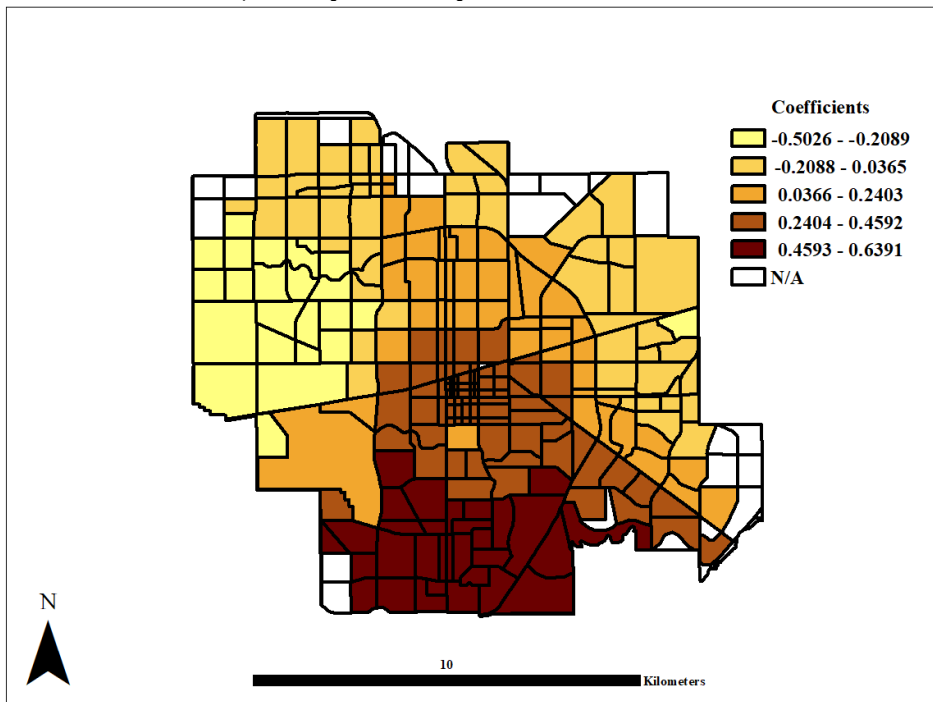 Coefficients
-0.5026 - -0.2089
-0.2088 - 0.0365
0.0366 - 0.2403
0.2404 - 0.4592
0.4593 - 0.6391
N/A
N
10
Kilometers